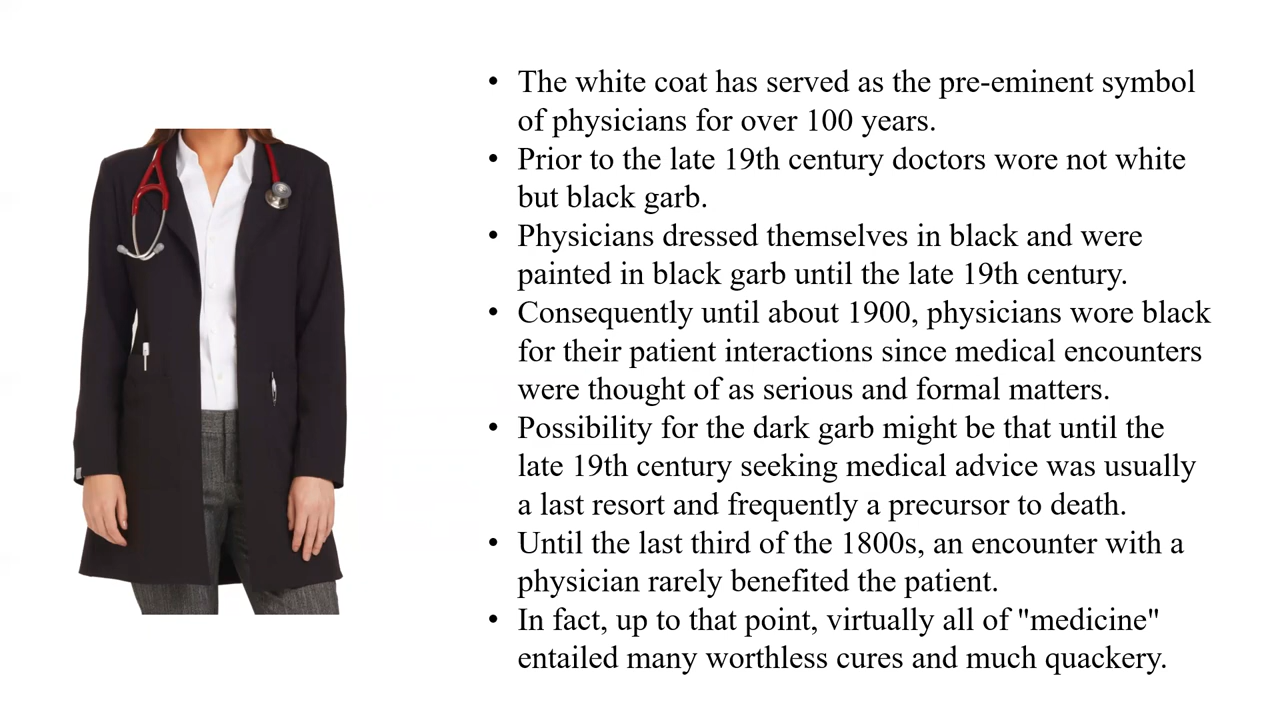 • The white coat has served as the pre-eminent symbol
of physicians for over 100 years.
• Prior to the late 19th century doctors wore not white
but black garb.
• Physicians dressed themselves in black and were
painted in black garb until the late 19th century.
• Consequently until about 1900, physicians wore black
for their patient interactions since medical encounters
were thought of as serious and formal matters.
• Possibility for the dark garb might be that until the
late 19th century seeking medical advice was usually
a last resort and frequently a precursor to death.
• Until the last third of the 1800s, an encounter with a
physician rarely benefited the patient.
• In fact, up to that point, virtually all of "medicine"
entailed many worthless cures and much quackery.